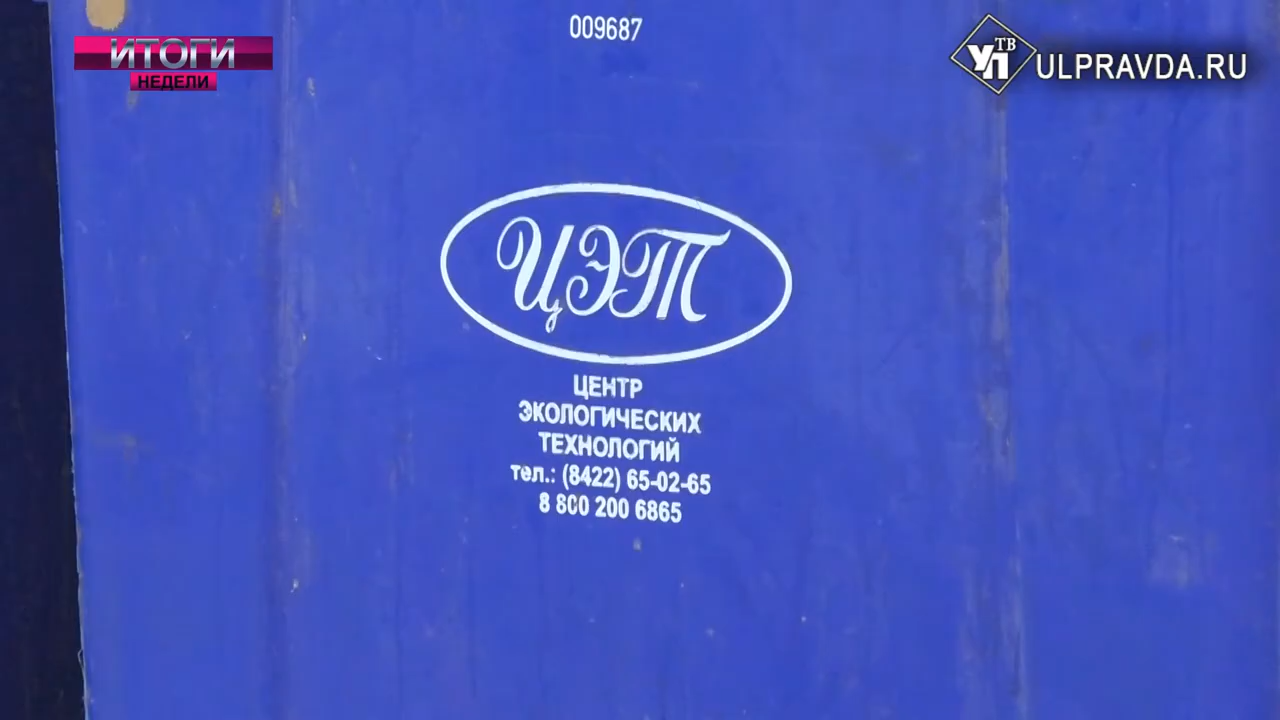 009687
ИТОГИ
НЕДЕЛИ
УП ТВ
ULPRAVDA.RU
ЦЭТ
ЦЕНТР
ЭКОЛОГИЧЕСКИХ
ТЕХНОЛОГИЙ
тел.: (8422) 65-02-65
8 800 200 6865